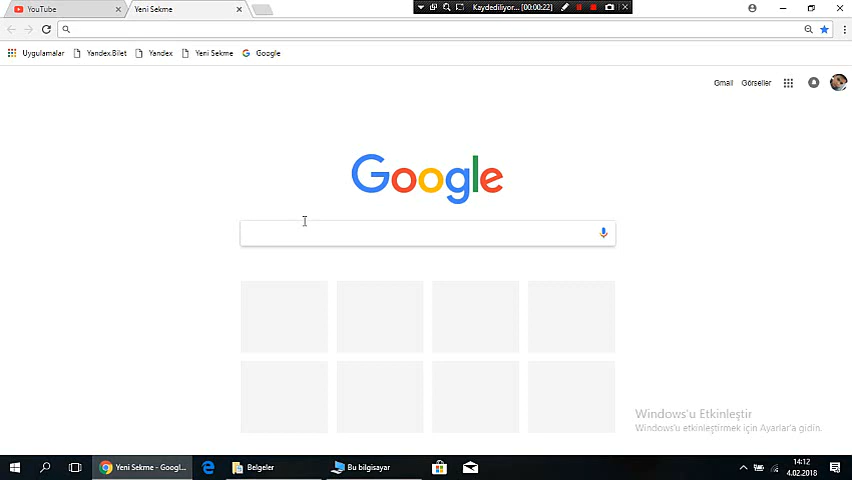 YouTube
Yeni Sekme
Kaydediliyor... [00:00:22]
Uygulamalar
Yandex.Bilet
Yandex
Yeni Sekme
Google
Gmail
Görseller
Google
Windows'u Etkinleştir
Windows'u etkinleştirmek için Ayarlar'a gidin.
Yeni Sekme - Googl...
Belgeler
Bu bilgisayar
14:12
4.02.2018